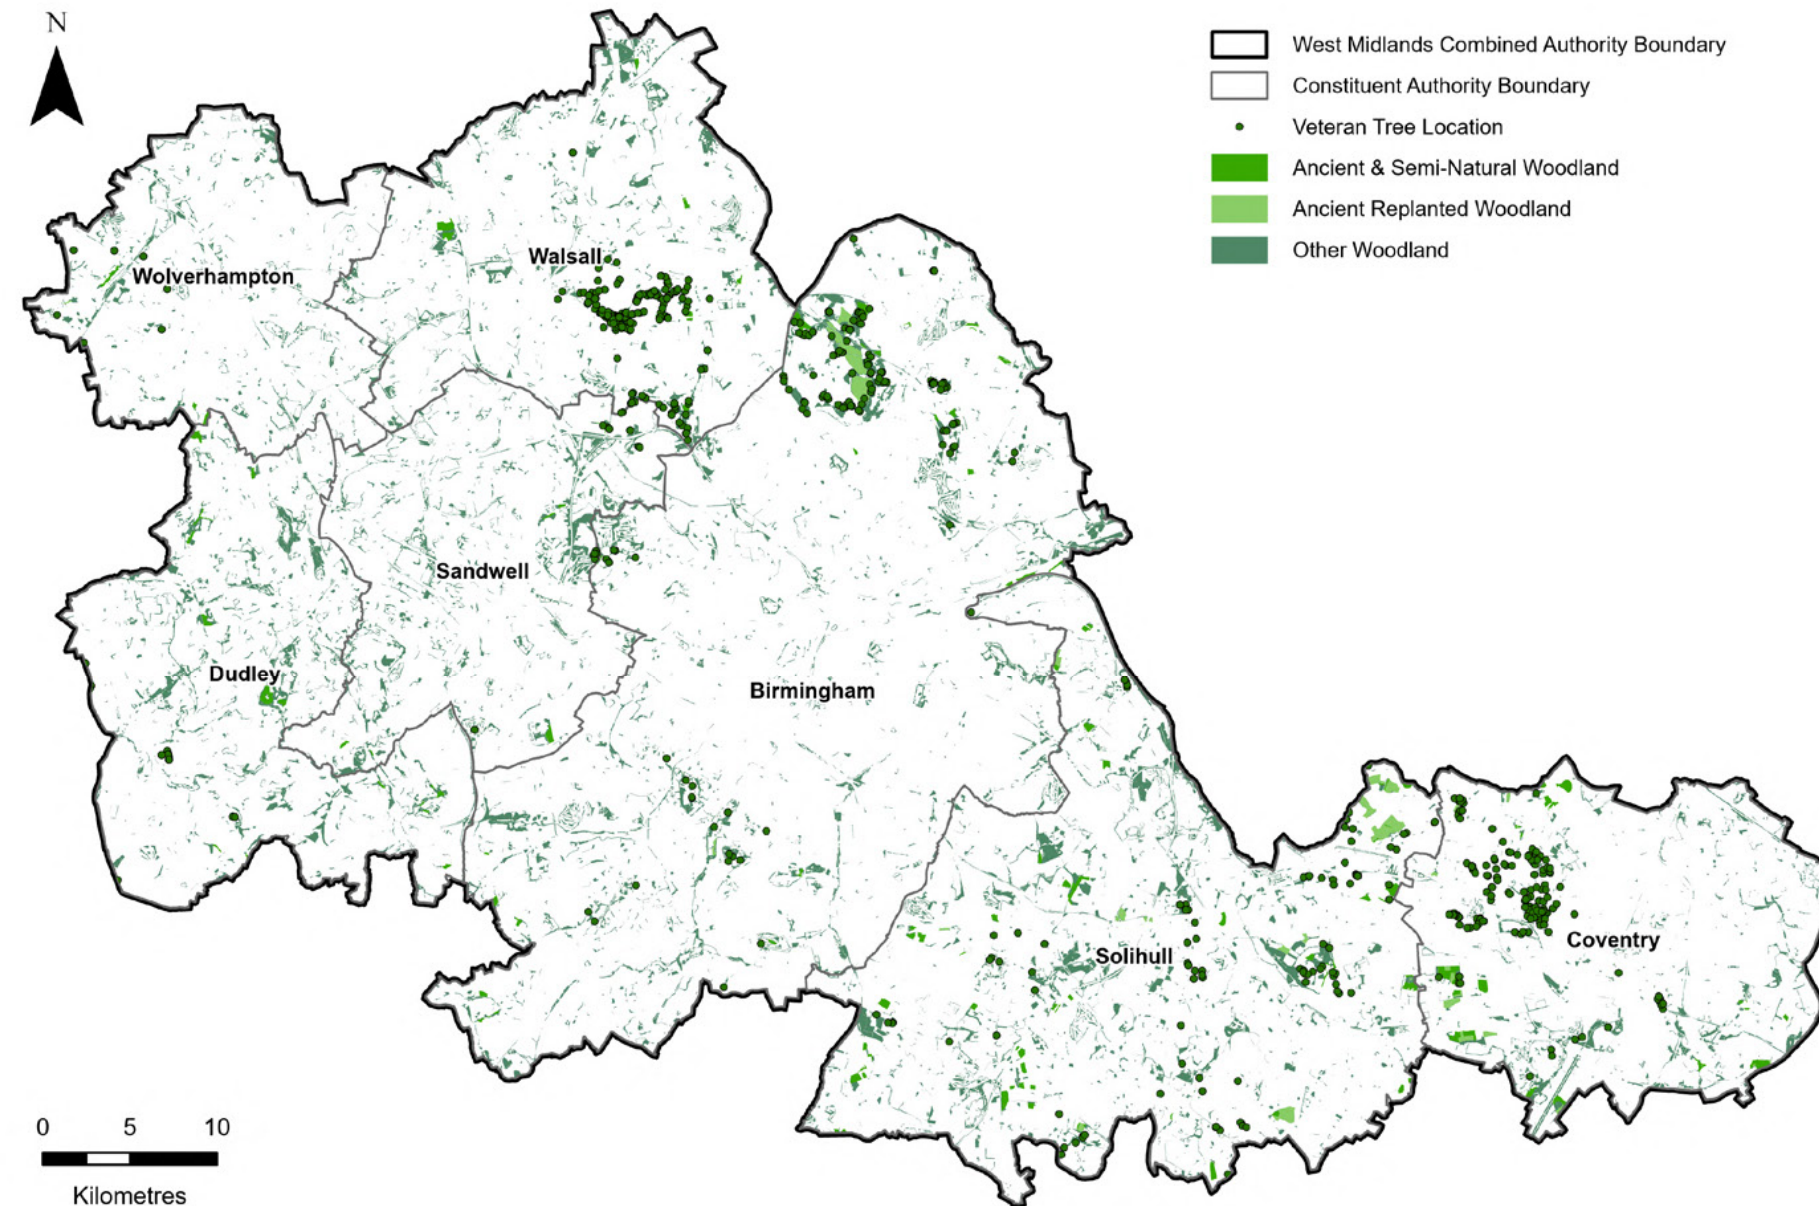 N
West Midlands Combined Authority Boundary
Constituent Authority Boundary
Veteran Tree Location
Ancient & Semi-Natural Woodland
Ancient Replanted Woodland
Other Woodland
Walsall
Wolverhampton
Sandwell
Dudley
Birmingham
Coventry
Solihull
0 5 10
Kilometres